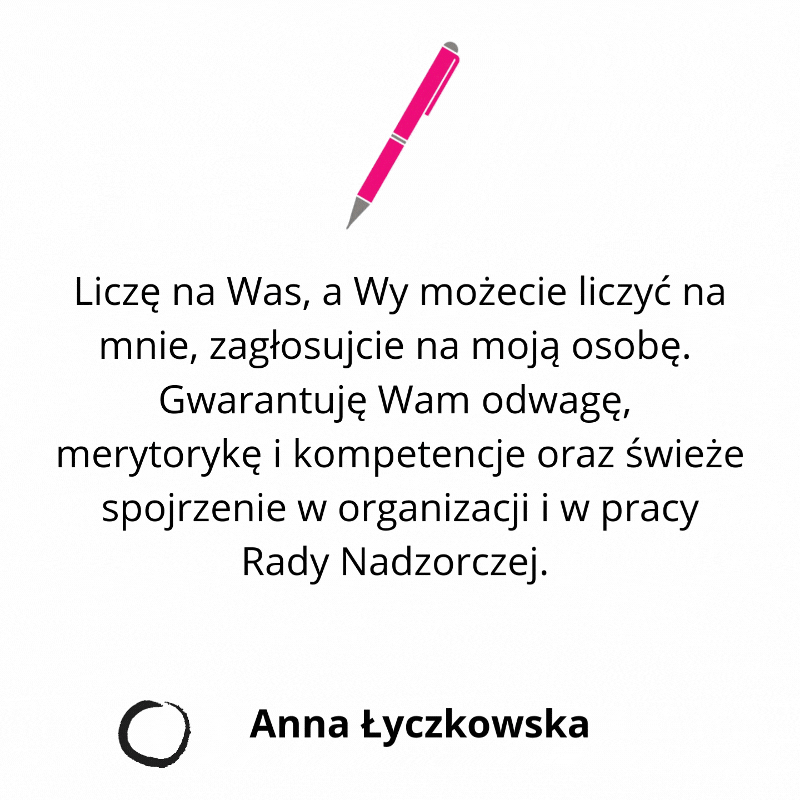 Liczę na Was, a Wy możecie liczyć na
mnie, zagłosujcie na moją osobę.
Gwarantuję Wam odwagę,
merytorykę i kompetencje oraz świeże
spojrzenie w organizacji i w pracy
Rady Nadzorczej.
Anna Łyczkowska